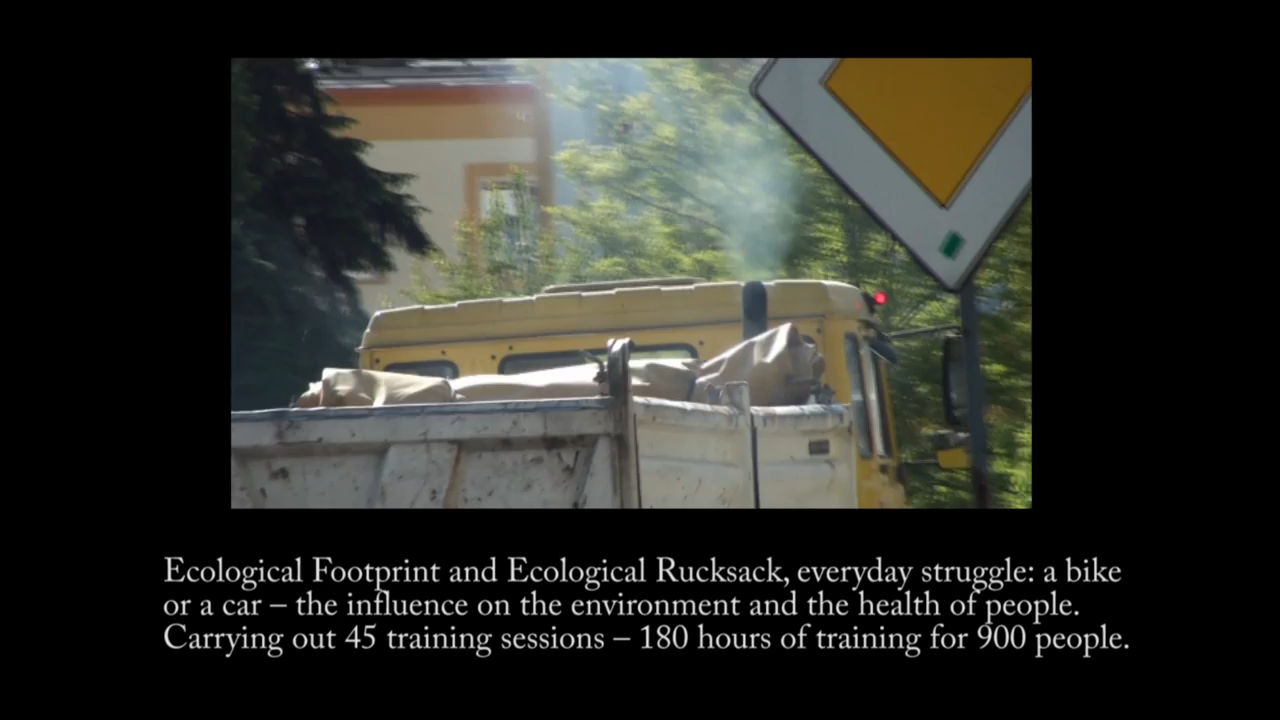 Ecological Footprint and Ecological Rucksack, everyday struggle: a bike
or a car – the influence on the environment and the health of people.
Carrying out 45 training sessions – 180 hours of training for 900 people.